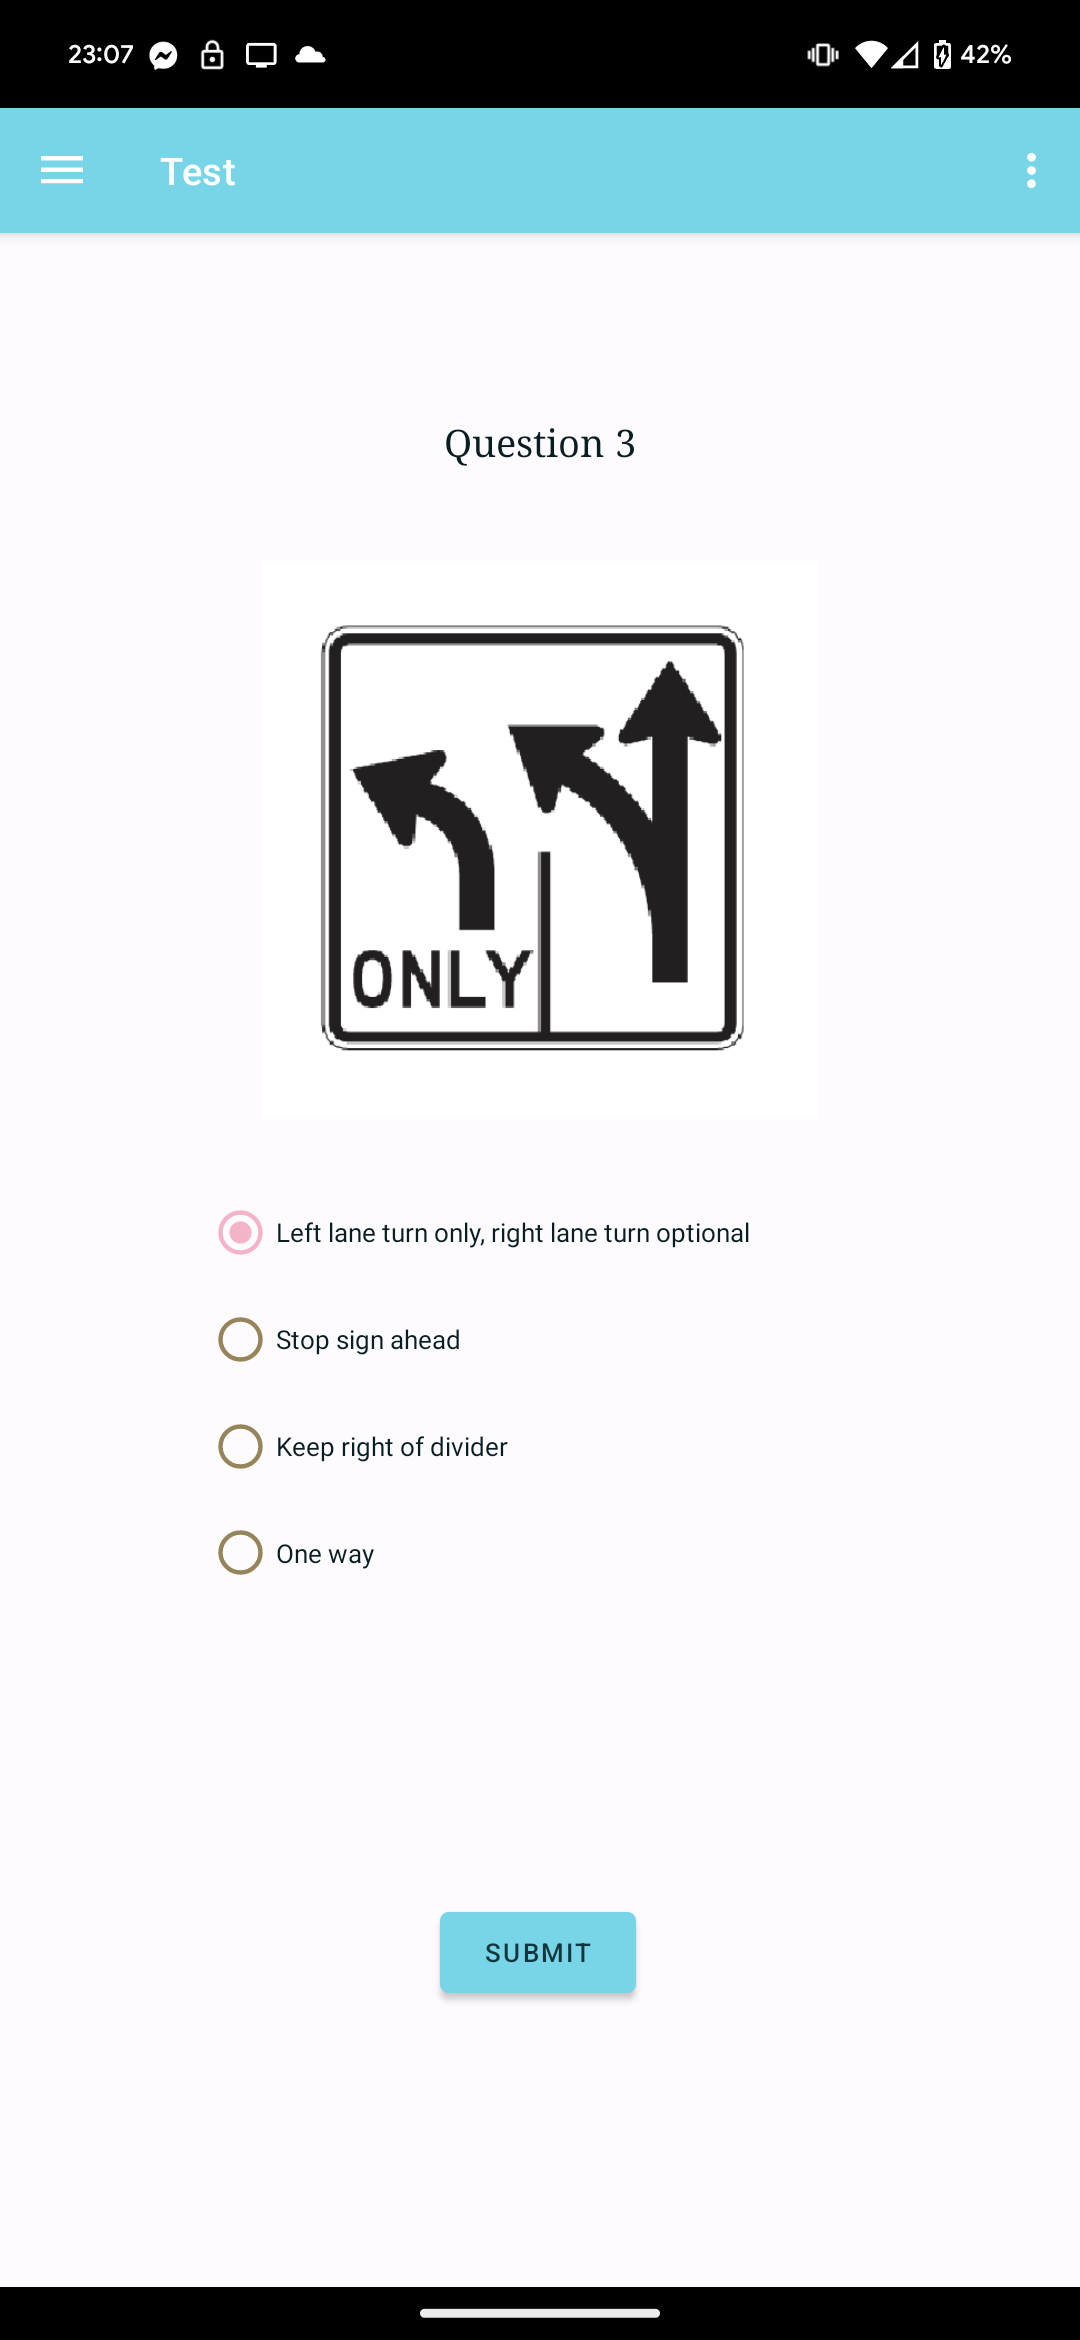 23:07
42%
Test
Question 3
ONLY
Left lane turn only, right lane turn optional
Stop sign ahead
Keep right of divider
One way
SUBMIT